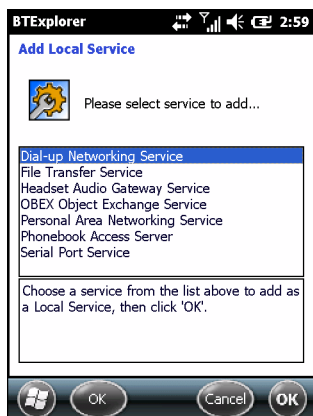 BTExplorer 2:59
Add Local Service
Please select service to add...
Dial-up Networking Service
File Transfer Service
Headset Audio Gateway Service
OBEX Object Exchange Service
Personal Area Networking Service
Phonebook Access Server
Serial Port Service
Choose a service from the list above to add as
a Local Service, then click 'OK'.
OK Cancel OK